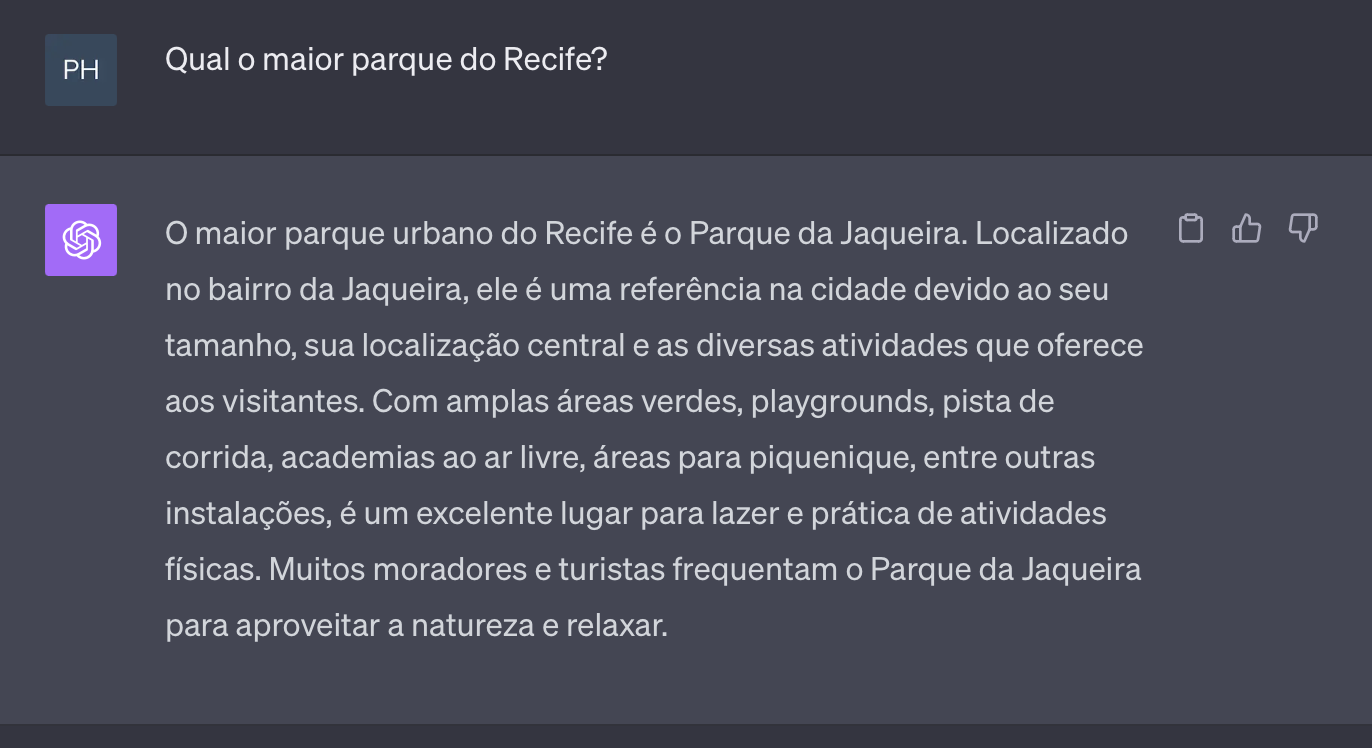 PH
Qual o maior parque do Recife?
O maior parque urbano do Recife é o Parque da Jaqueira. Localizado
no bairro da Jaqueira, ele é uma referência na cidade devido ao seu
tamanho, sua localização central e as diversas atividades que oferece
aos visitantes. Com amplas áreas verdes, playgrounds, pista de
corrida, academias ao ar livre, áreas para piquenique, entre outras
instalações, é um excelente lugar para lazer e prática de atividades
físicas. Muitos moradores e turistas frequentam o Parque da Jaqueira
para aproveitar a natureza e relaxar.